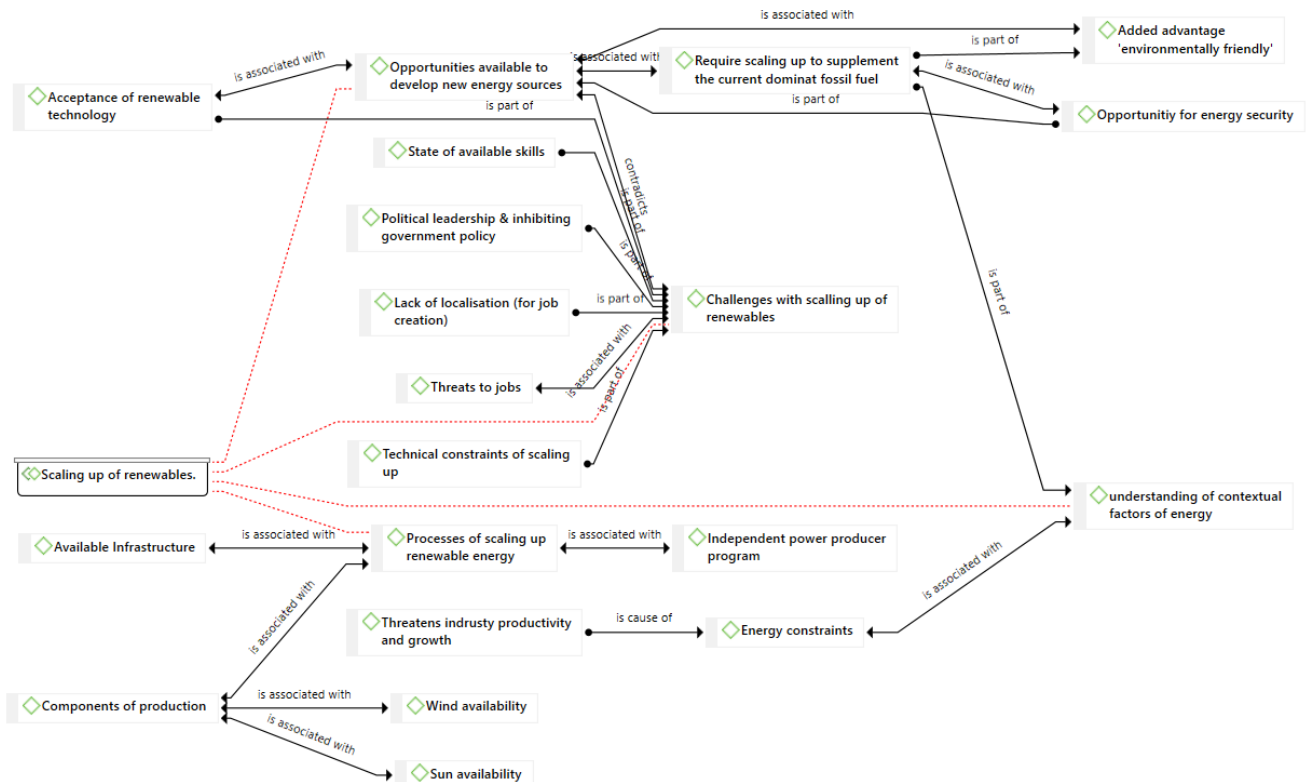 is associated with
Added advantage
'environmentally friendly'
is part of
is associated with
Opportunities available to
develop new energy sources
is associated with
Require scaling up to supplement
the current dominat fossil fuel
is associated with
Acceptance of renewable
technology
is part of
is part of
Opportunitiy for energy security
State of available skills
contradicts
is part of
Political leadership & inhibiting
government policy
is part of
Lack of localisation (for job
creation)
is part of
Challenges with scalling up of
renewables
is part of
is associated with
Threats to jobs
is part of
Technical constraints of scaling
up
Scaling up of renewables.
understanding of contextual
factors of energy
Available Infrastructure
is associated with
Processes of scaling up
renewable energy
is associated with
Independent power producer
program
is associated with
is associated with
Threatens indrusty productivity
and growth
is cause of
Energy constraints
Components of production
is associated with
Wind availability
is associated with
Sun availability